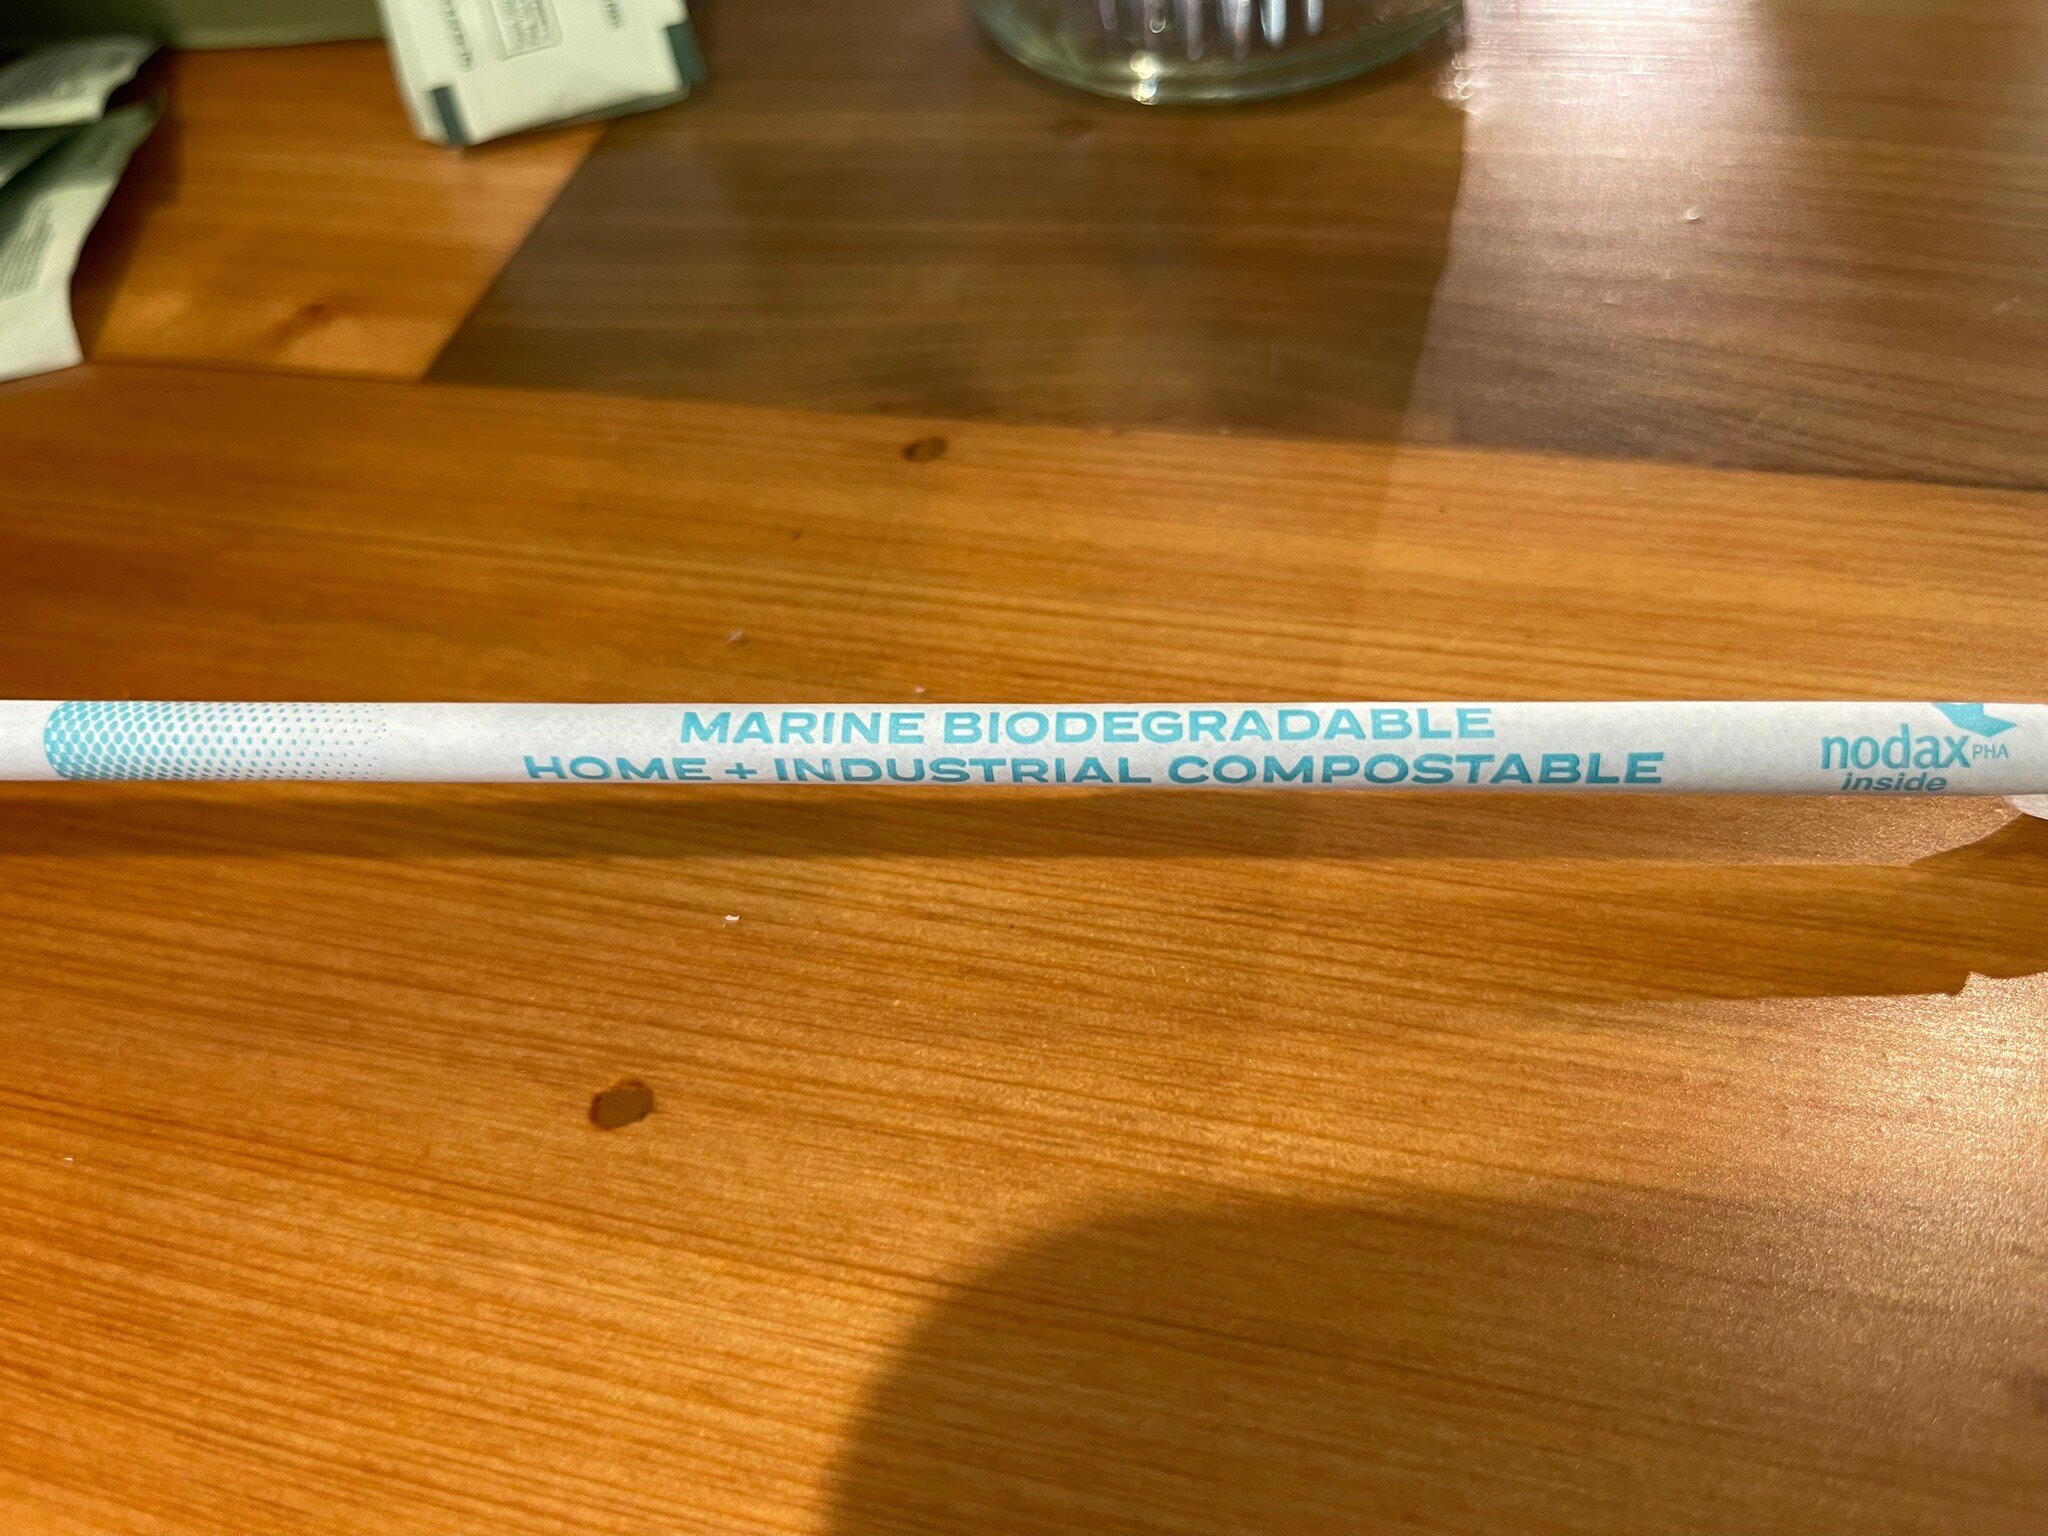 MARINE BIODEGRADABLE
HOME + INDUSTRIAL COMPOSTABLE
nodax PHA
inside